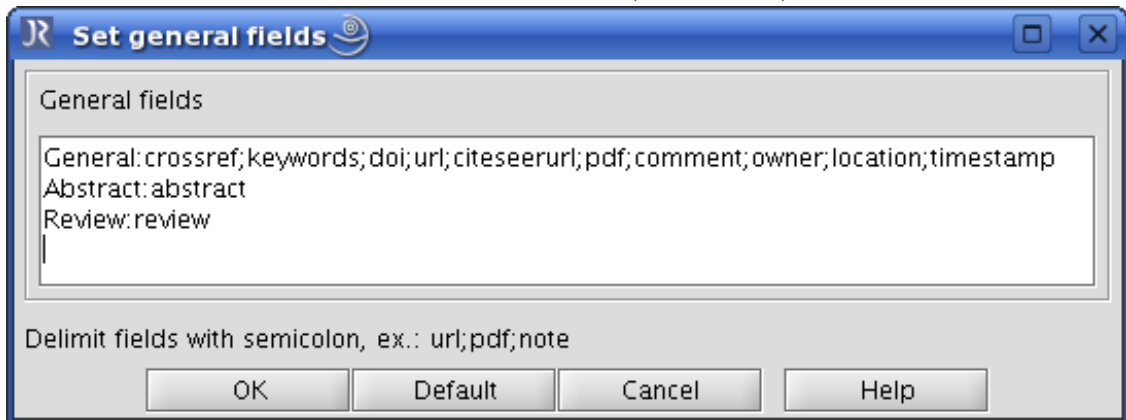 JR Set general fields
General fields
General:crossref;keywords;doi;url;citeseerurl;pdf;comment;owner;location;timestamp
Abstract:abstract
Review:review
Delimit fields with semicolon, ex.: url;pdf;note
OK Default Cancel Help